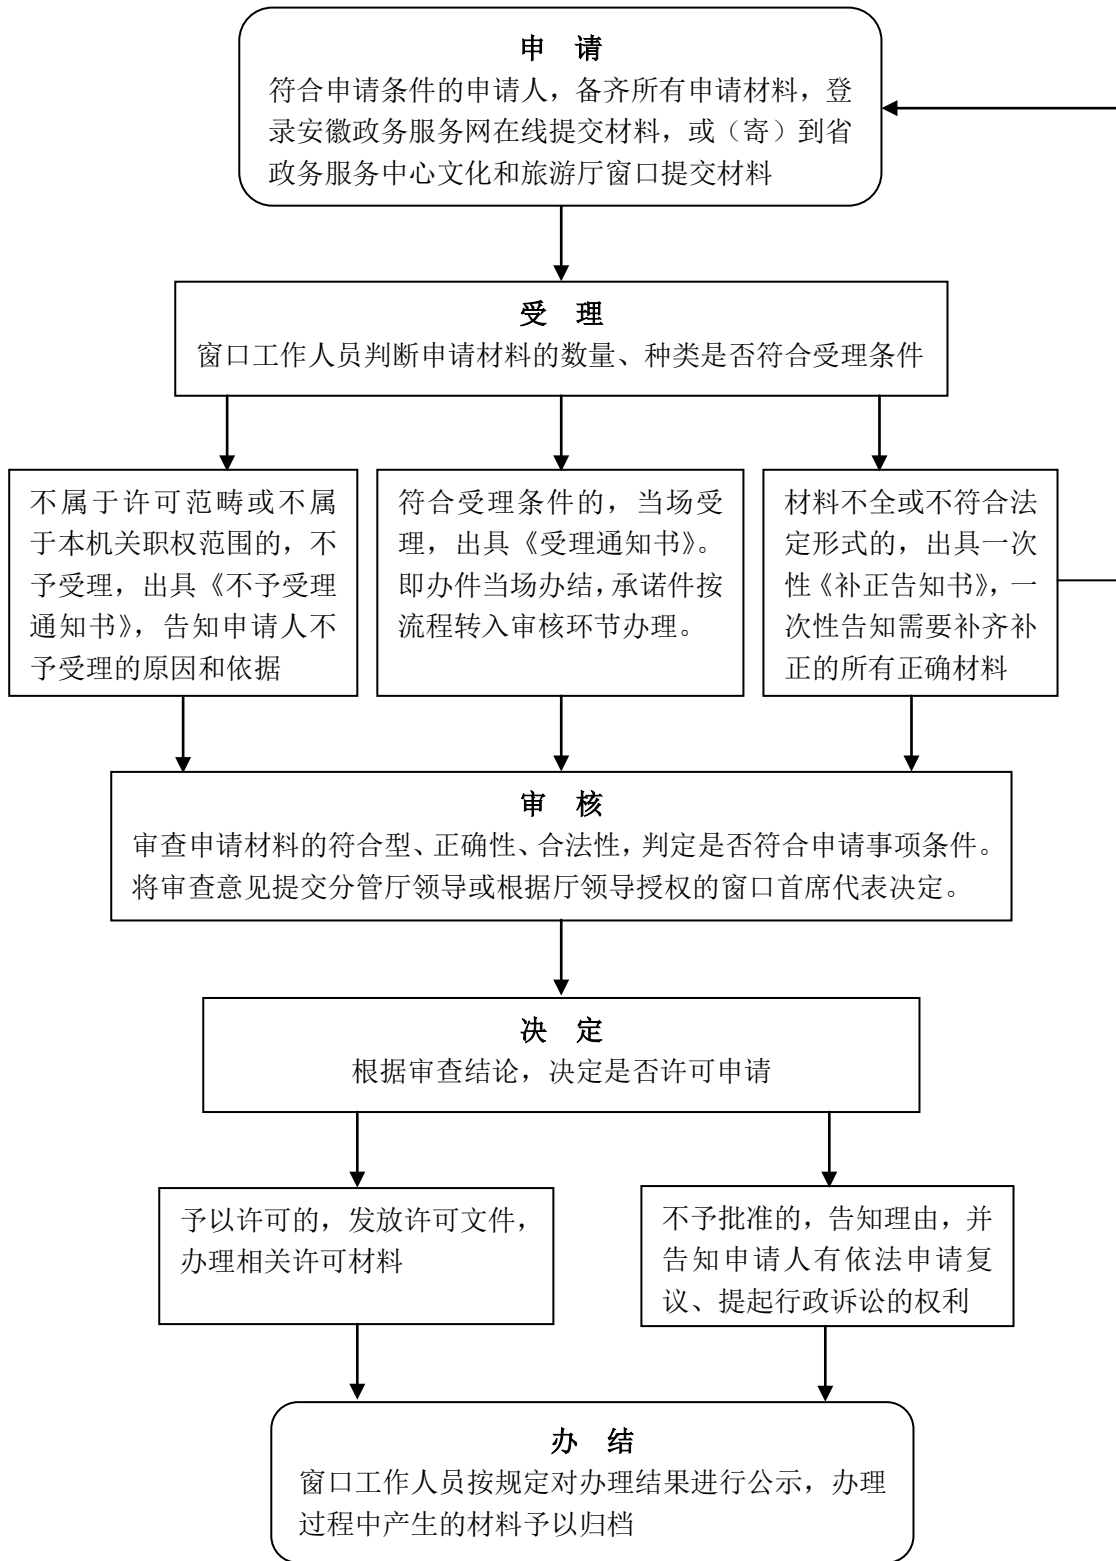 申 请
符合申请条件的申请人，备齐所有申请材料，登
录安徽政务服务网在线提交材料，或（寄）到省
政务服务中心文化和旅游厅窗口提交材料
受 理
窗口工作人员判断申请材料的数量、种类是否符合受理条件
不属于许可范畴或不属
于本机关职权范围的，不
予受理，出具《不予受理
通知书》，告知申请人不
予受理的原因和依据
符合受理条件的，当场受
理，出具《受理通知书》。
即办件当场办结，承诺件按
流程转入审核环节办理。
材料不全或不符合法
定形式的，出具一次
性《补正告知书》，一
次性告知需要补齐补
正的所有正确材料
审 核
审查申请材料的符合型、正确性、合法性，判定是否符合申请事项条件。
将审查意见提交分管厅领导或根据厅领导授权的窗口首席代表决定。
决 定
根据审查结论，决定是否许可申请
予以许可的，发放许可文件，
办理相关许可材料
不予批准的，告知理由，并
告知申请人有依法申请复
议、提起行政诉讼的权利
办 结
窗口工作人员按规定对办理结果进行公示，办理
过程中产生的材料予以归档